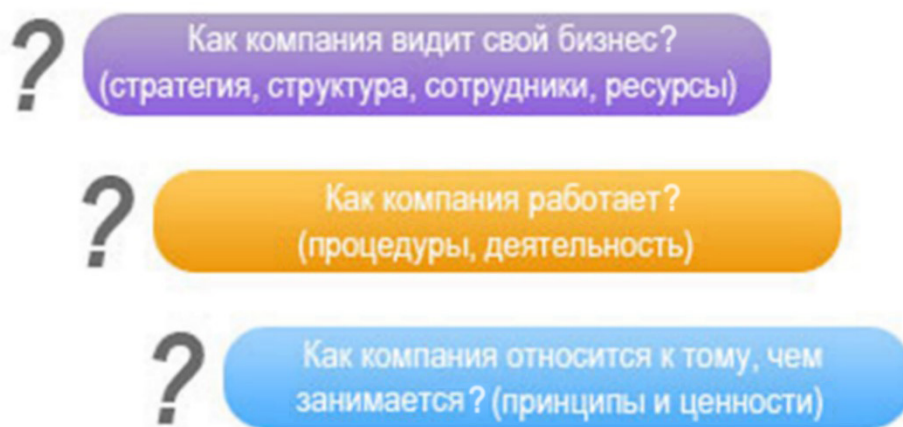 ?
Как компания видит свой бизнес?
(стратегия, структура, сотрудники, ресурсы)
?
Как компания работает?
(процедуры, деятельность)
?
Как компания относится к тому, чем
занимается? (принципы и ценности)